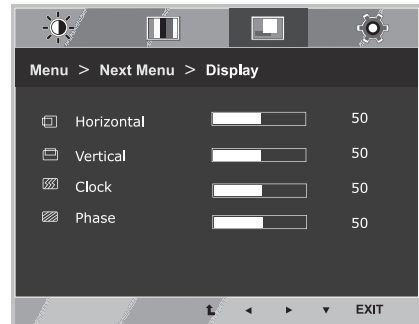 Menu > Next Menu > Display
Horizontal 50
Vertical 50
Clock 50
Phase 50
EXIT